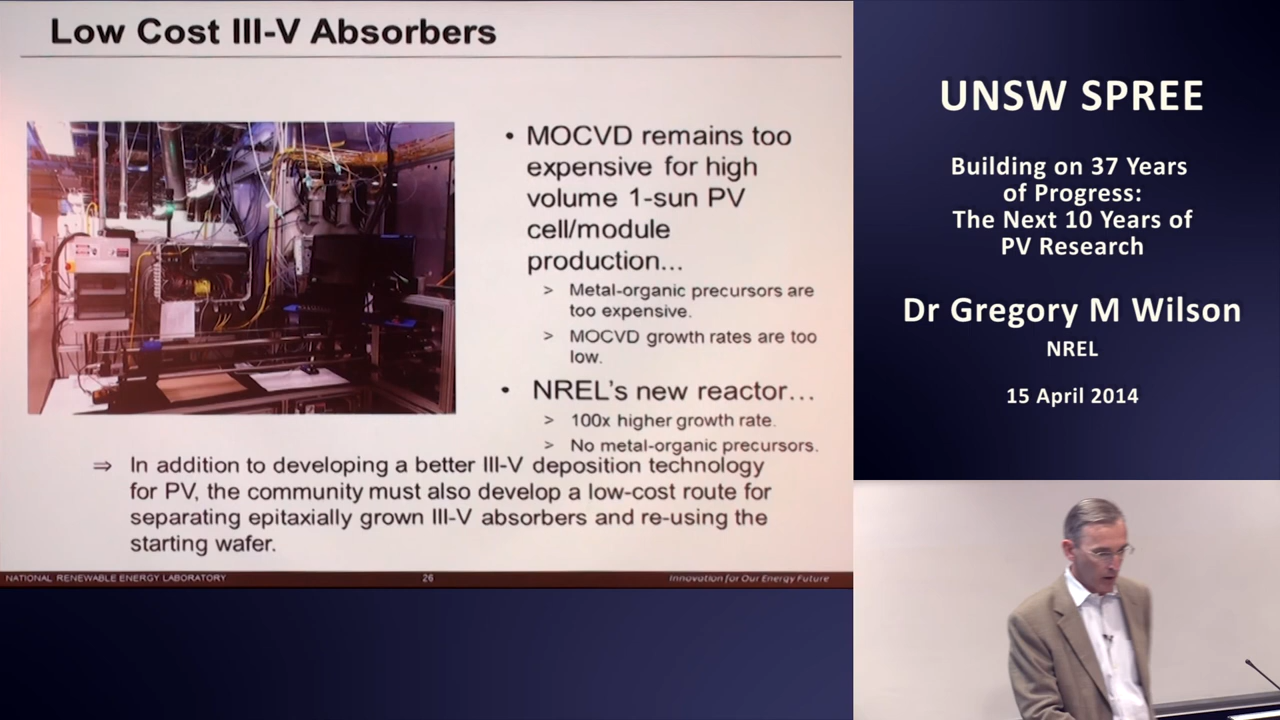 Low Cost III-V Absorbers
• MOCVD remains too
expensive for high
volume 1-sun PV
cell/module
production...
> Metal-organic precursors are
too expensive.
> MOCVD growth rates are too
low.
• NREL's new reactor...
> 100x higher growth rate.
> No metal-organic precursors.
⇒ In addition to developing a better III-V deposition technology
for PV, the community must also develop a low-cost route for
separating epitaxially grown III-V absorbers and re-using the
starting wafer.
NATIONAL RENEWABLE ENERGY LABORATORY 26 Innovation for Our Energy Future
UNSW SPREE
Building on 37 Years
of Progress:
The Next 10 Years of
PV Research
Dr Gregory M Wilson
NREL
15 April 2014